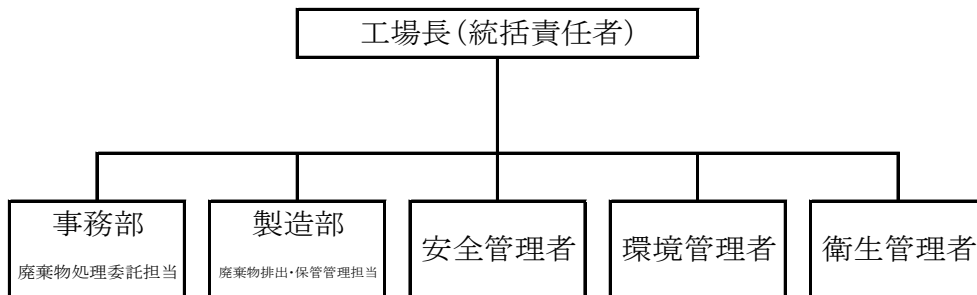 工場長(統括責任者)
事務部
廃棄物処理委託担当
製造部
廃棄物排出・保管管理担当
安全管理者
環境管理者
衛生管理者